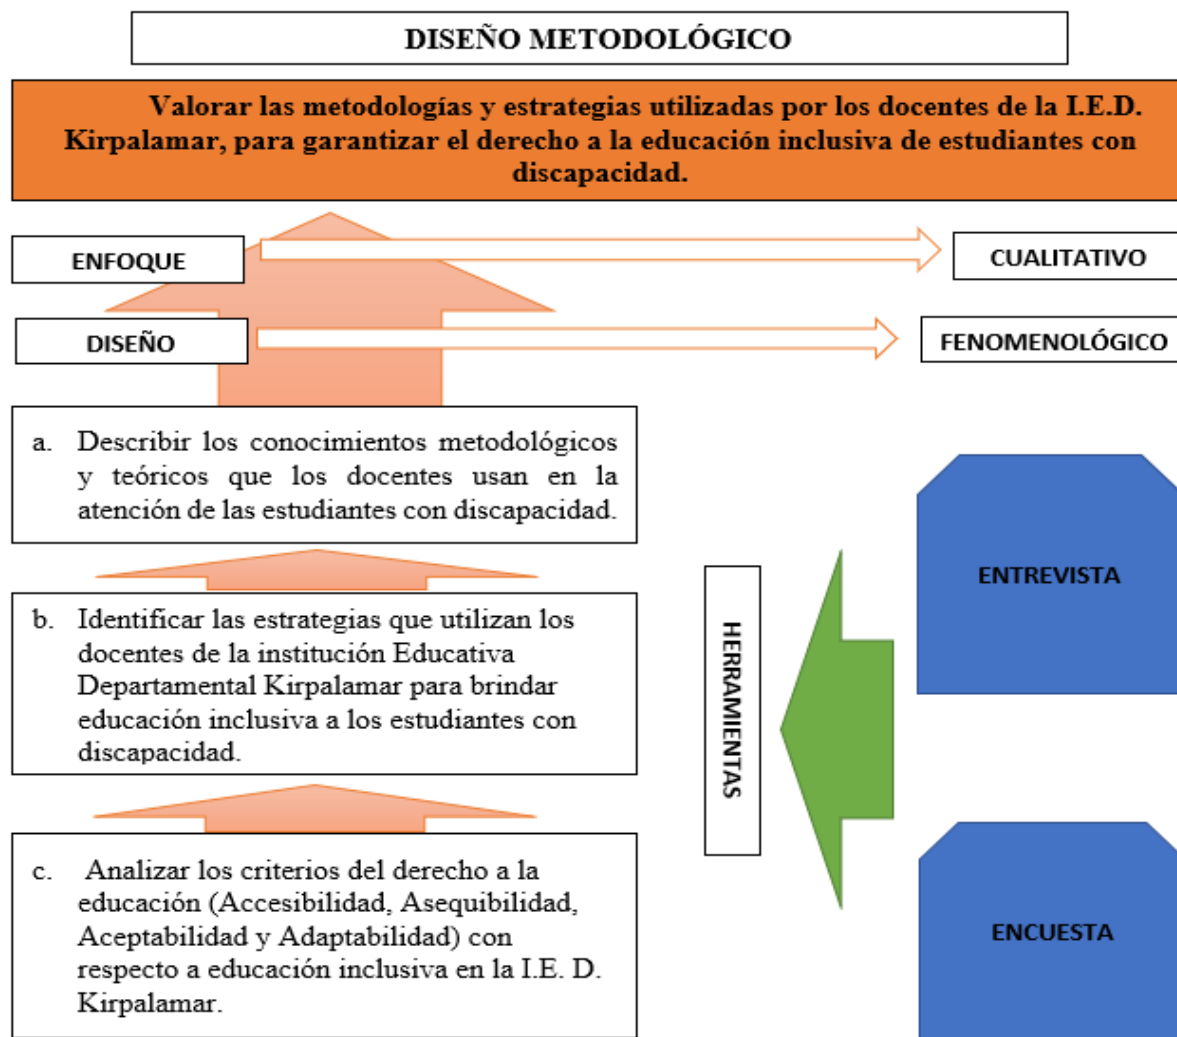 DISEÑO METODOLÓGICO
Valorar las metodologías y estrategias utilizadas por los docentes de la I.E.D.
Kirpalamar, para garantizar el derecho a la educación inclusiva de estudiantes con
discapacidad.
ENFOQUE
CUALITATIVO
DISEÑO
FENOMENOLÓGICO
a. Describir los conocimientos metodológicos
y teóricos que los docentes usan en la
atención de las estudiantes con discapacidad.
b. Identificar las estrategias que utilizan los
docentes de la institución Educativa
Departamental Kirpalamar para brindar
educación inclusiva a los estudiantes con
discapacidad.
c. Analizar los criterios del derecho a la
educación (Accesibilidad, Asequibilidad,
Aceptabilidad y Adaptabilidad) con
respecto a educación inclusiva en la I.E. D.
Kirpalamar.
HERRAMIENTAS
ENTREVISTA
ENCUESTA